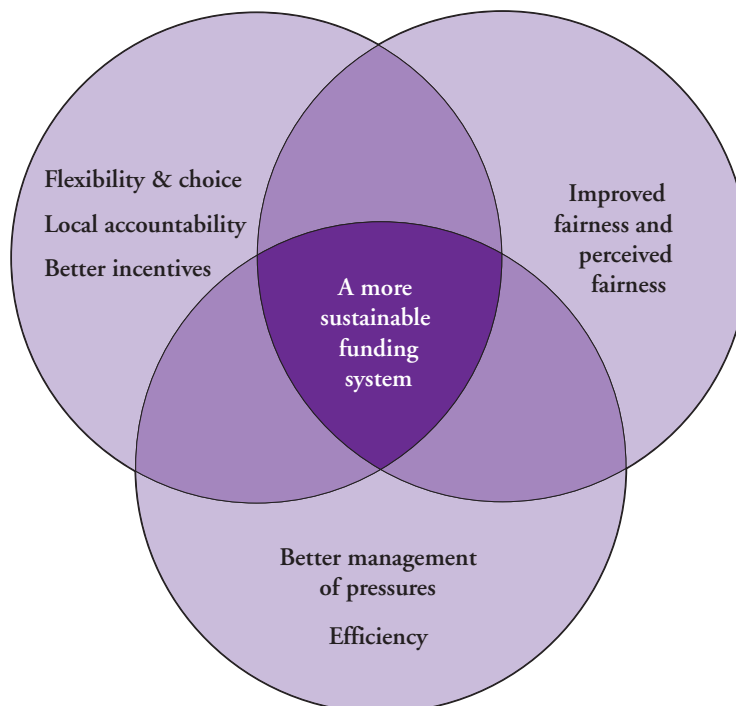 Flexibility & choice
Local accountability
Better incentives
Improved
fairness and
perceived
fairness
A more
sustainable
funding
system
Better management
of pressures
Efficiency